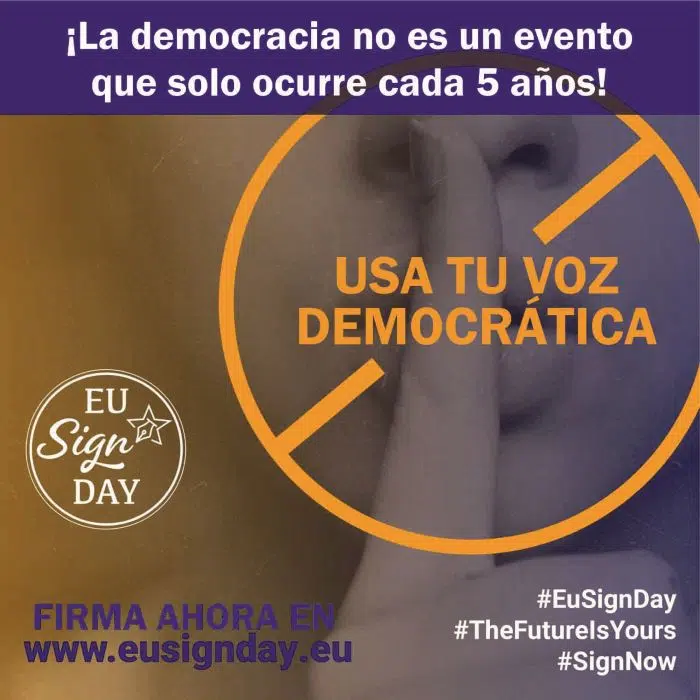 ¡La democracia no es un evento
que solo ocurre cada 5 años!
USA TU VOZ
DEMOCRÁTICA
EU
Sign
DAY
FIRMA AHORA EN
www.eusignday.eu
#EuSignDay
#TheFutureIsYours
#SignNow